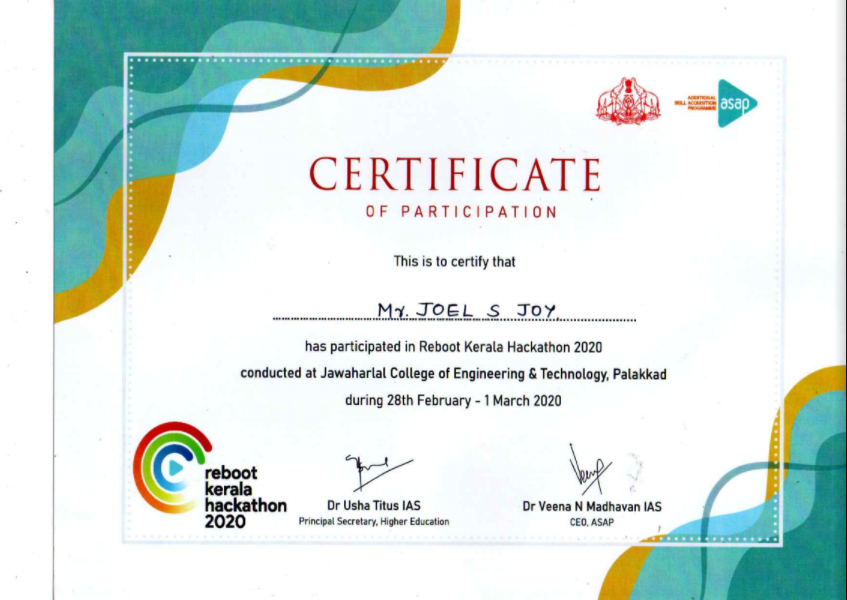 ADDITIONAL
SKILL ACQUISITION
PROGRAMME
asap
CERTIFICATE
OF PARTICIPATION
This is to certify that
Mr. JOEL S JOY.
has participated in Reboot Kerala Hackathon 2020
conducted at Jawaharlal College of Engineering & Technology, Palakkad
during 28th February - 1 March 2020
reboot
kerala
hackathon
2020
Dr Usha Titus IAS
Principal Secretary, Higher Education
Dr Veena N Madhavan IAS
CEO, ASAP